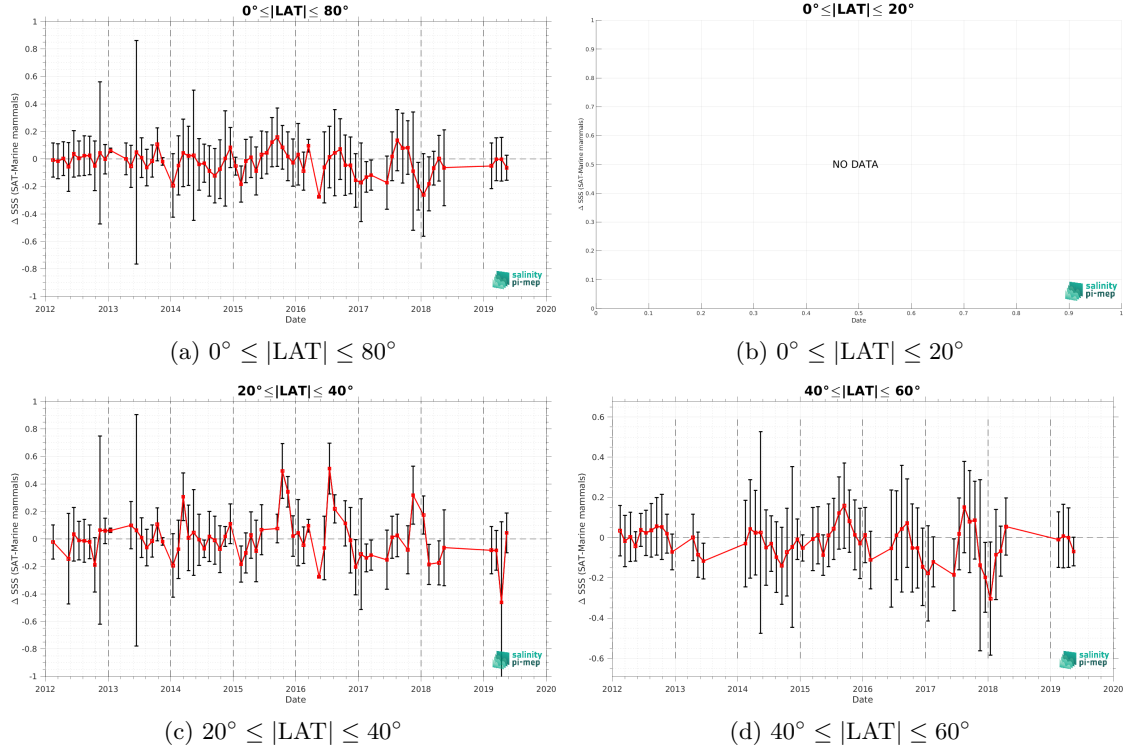 0°≤|LAT|≤ 80°
Δ SSS (SAT-Marine mammals)
1
0.8
0.6
0.4
0.2
0
-0.2
-0.4
-0.6
-0.8
-1
2012 2013 2014 2015 2016 2017 2018 2019 2020
Date
salinity
pi-mep
(a) 0° ≤ |LAT| ≤ 80°
0°≤|LAT|≤ 20°
Δ SSS (SAT-Marine mammals)
1
0.9
0.8
0.7
0.6
0.5
0.4
0.3
0.2
0.1
0
NO DATA
0 0.1 0.2 0.3 0.4 0.5 0.6 0.7 0.8 0.9 1
Date
salinity
pi-mep
(b) 0° ≤ |LAT| ≤ 20°
20°≤|LAT|≤ 40°
Δ SSS (SAT-Marine mammals)
1
0.8
0.6
0.4
0.2
0
-0.2
-0.4
-0.6
-0.8
-1
2012 2013 2014 2015 2016 2017 2018 2019 2020
Date
salinity
pi-mep
(c) 20° ≤ |LAT| ≤ 40°
40°≤|LAT|≤ 60°
Δ SSS (SAT-Marine mammals)
0.6
0.4
0.2
0
-0.2
-0.4
-0.6
2012 2013 2014 2015 2016 2017 2018 2019 2020
Date
salinity
pi-mep
(d) 40° ≤ |LAT| ≤ 60°